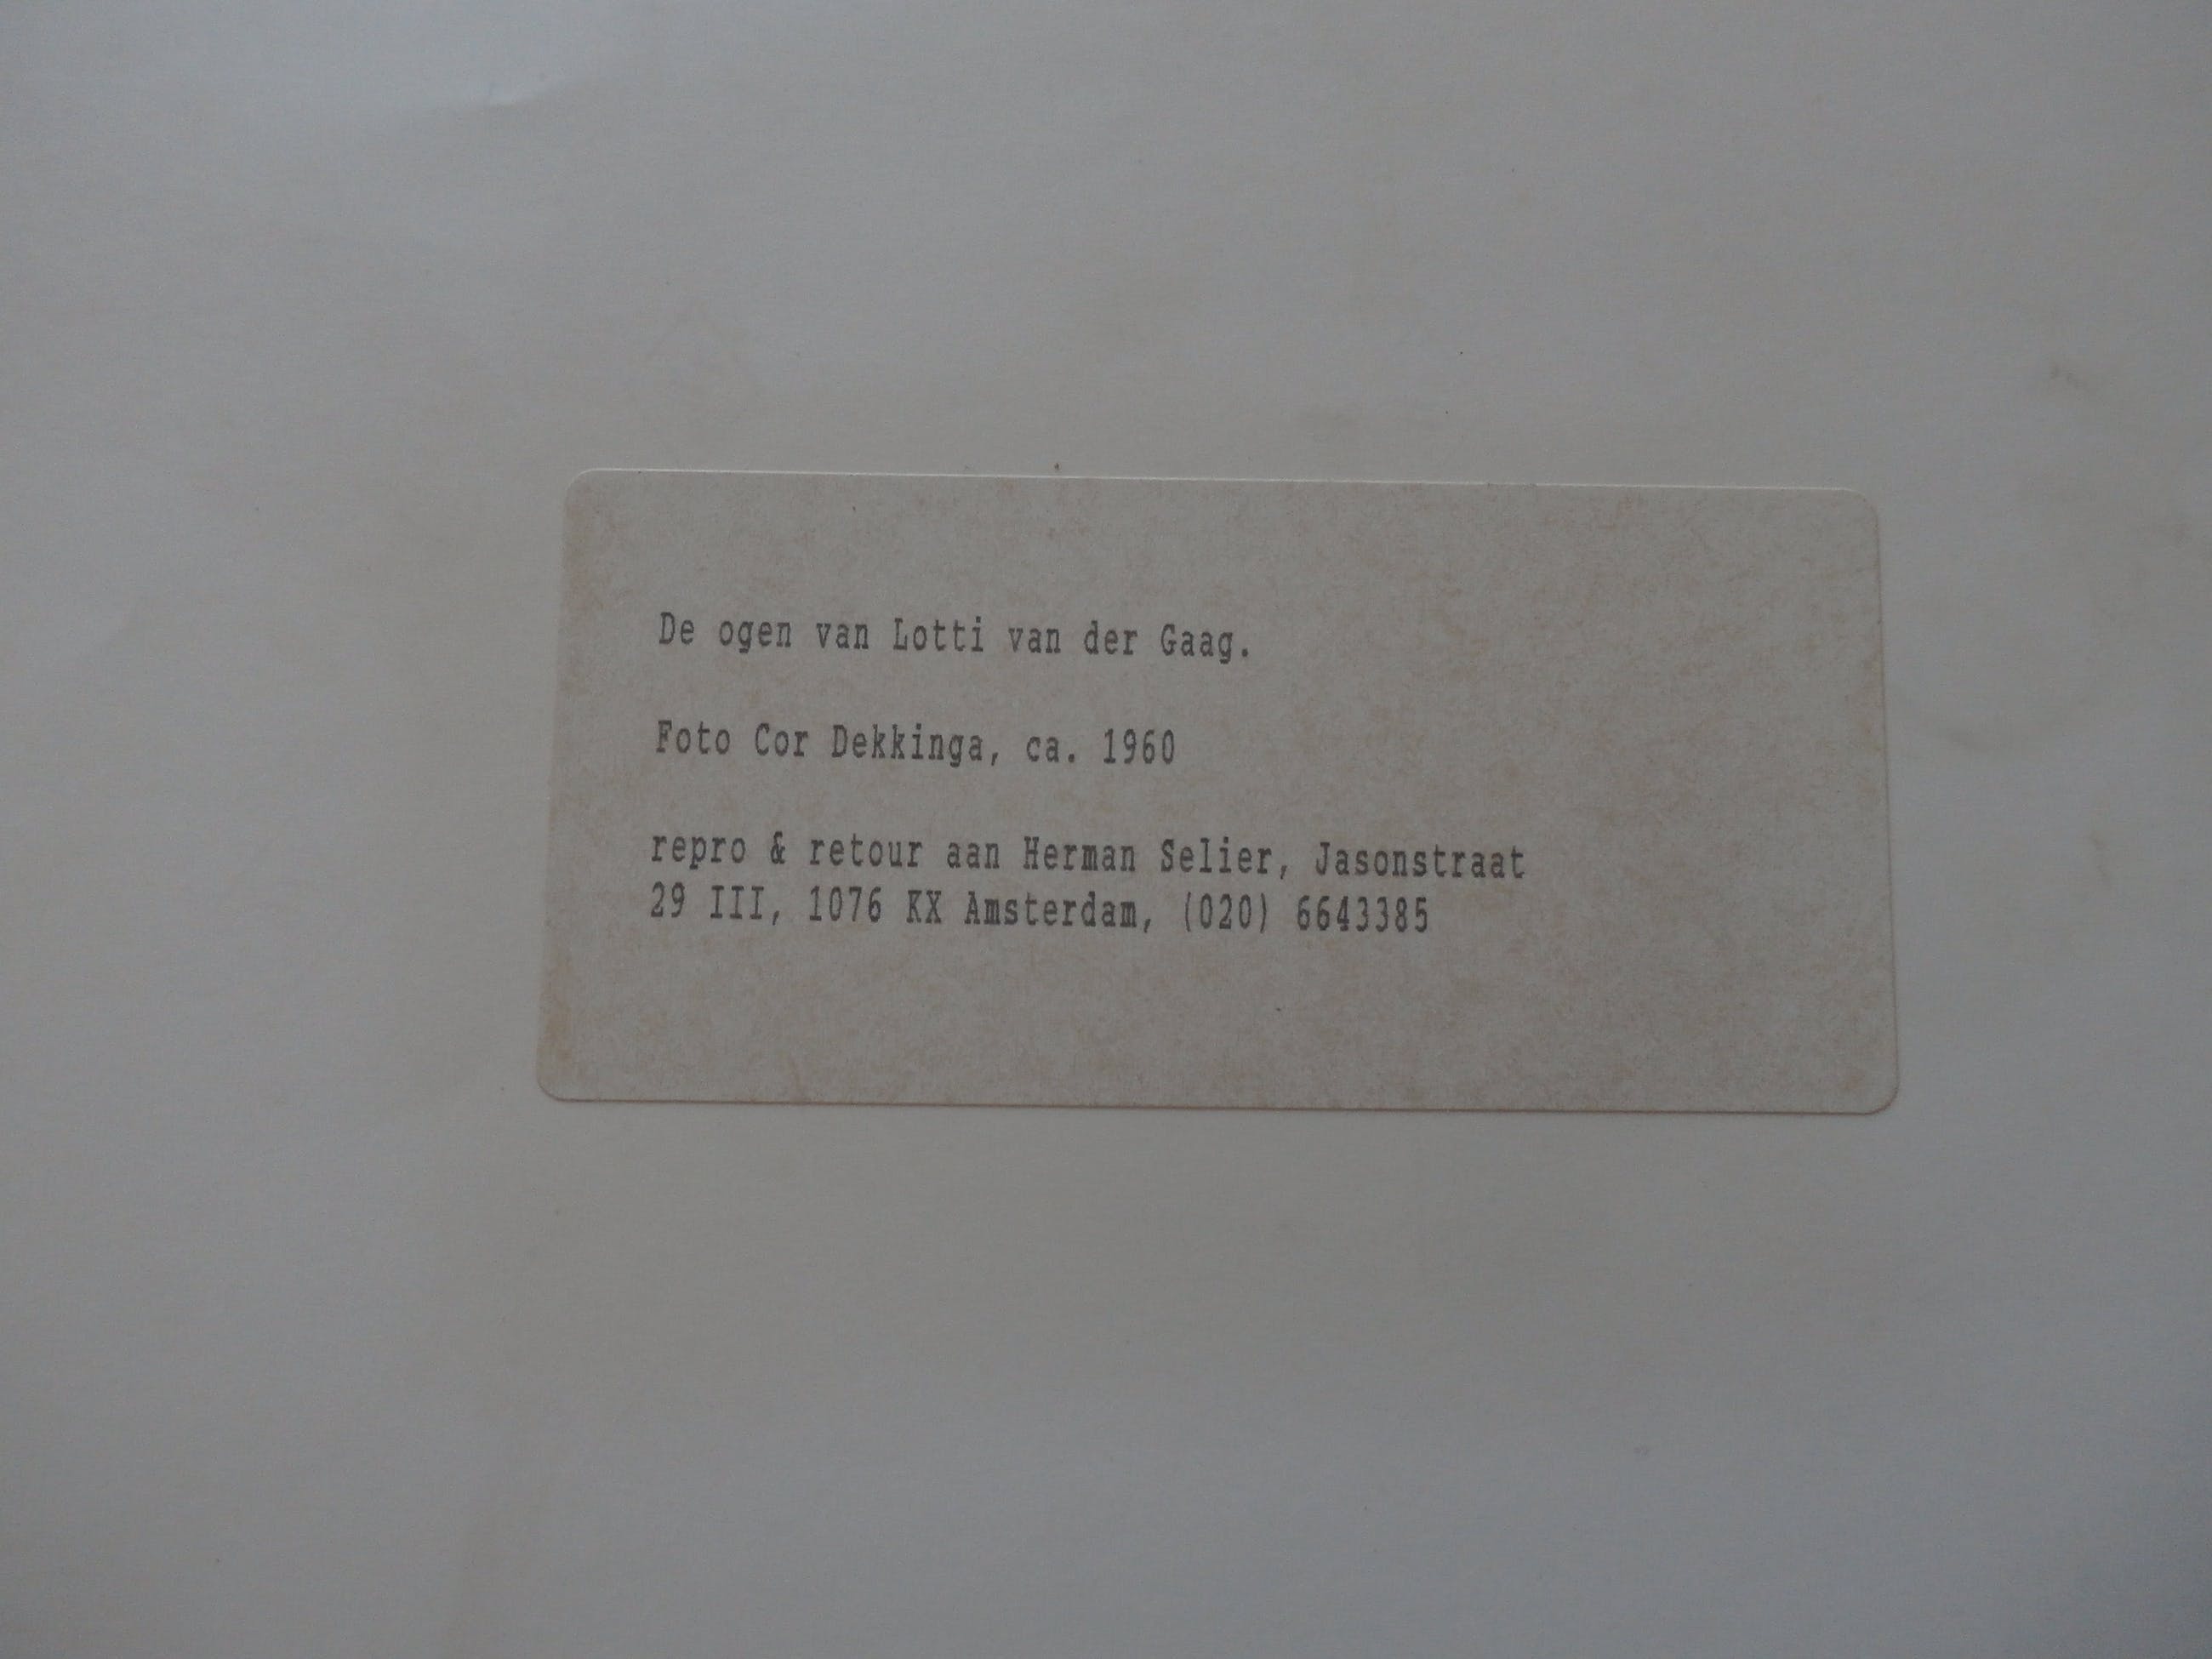 De ogen van Lotti van der Gaag.
Foto Cor Dekkinga, ca. 1960
repro & retour aan Herman Selier, Jasonstraat
29 III, 1076 KX Amsterdam, (020) 6643385